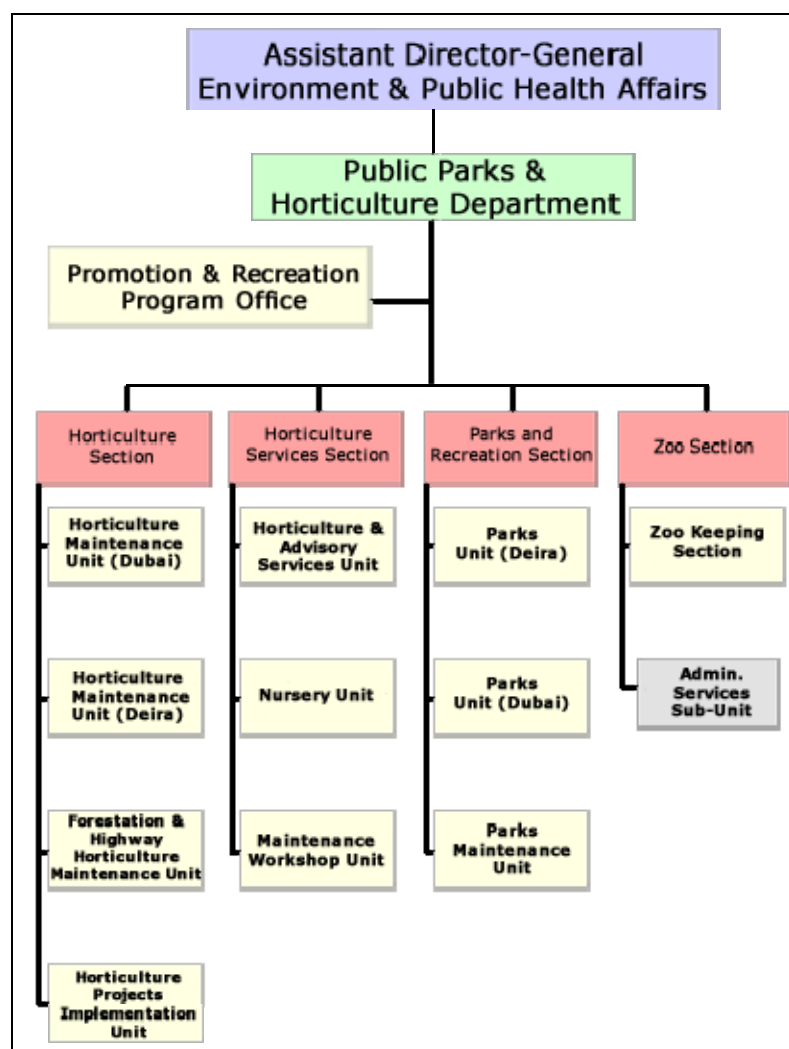 Assistant Director-General
Environment & Public Health Affairs
Public Parks &
Horticulture Department
Promotion & Recreation
Program Office
Horticulture
Section
Horticulture
Services Section
Parks and
Recreation Section
Zoo Section
Horticulture
Maintenance
Unit (Dubai)
Horticulture &
Advisory
Services Unit
Parks
Unit (Deira)
Zoo Keeping
Section
Horticulture
Maintenance
Unit (Deira)
Nursery Unit
Parks
Unit (Dubai)
Admin.
Services
Sub-Unit
Forestation &
Highway
Horticulture
Maintenance Unit
Maintenance
Workshop Unit
Parks
Maintenance
Unit
Horticulture
Projects
Implementation
Unit